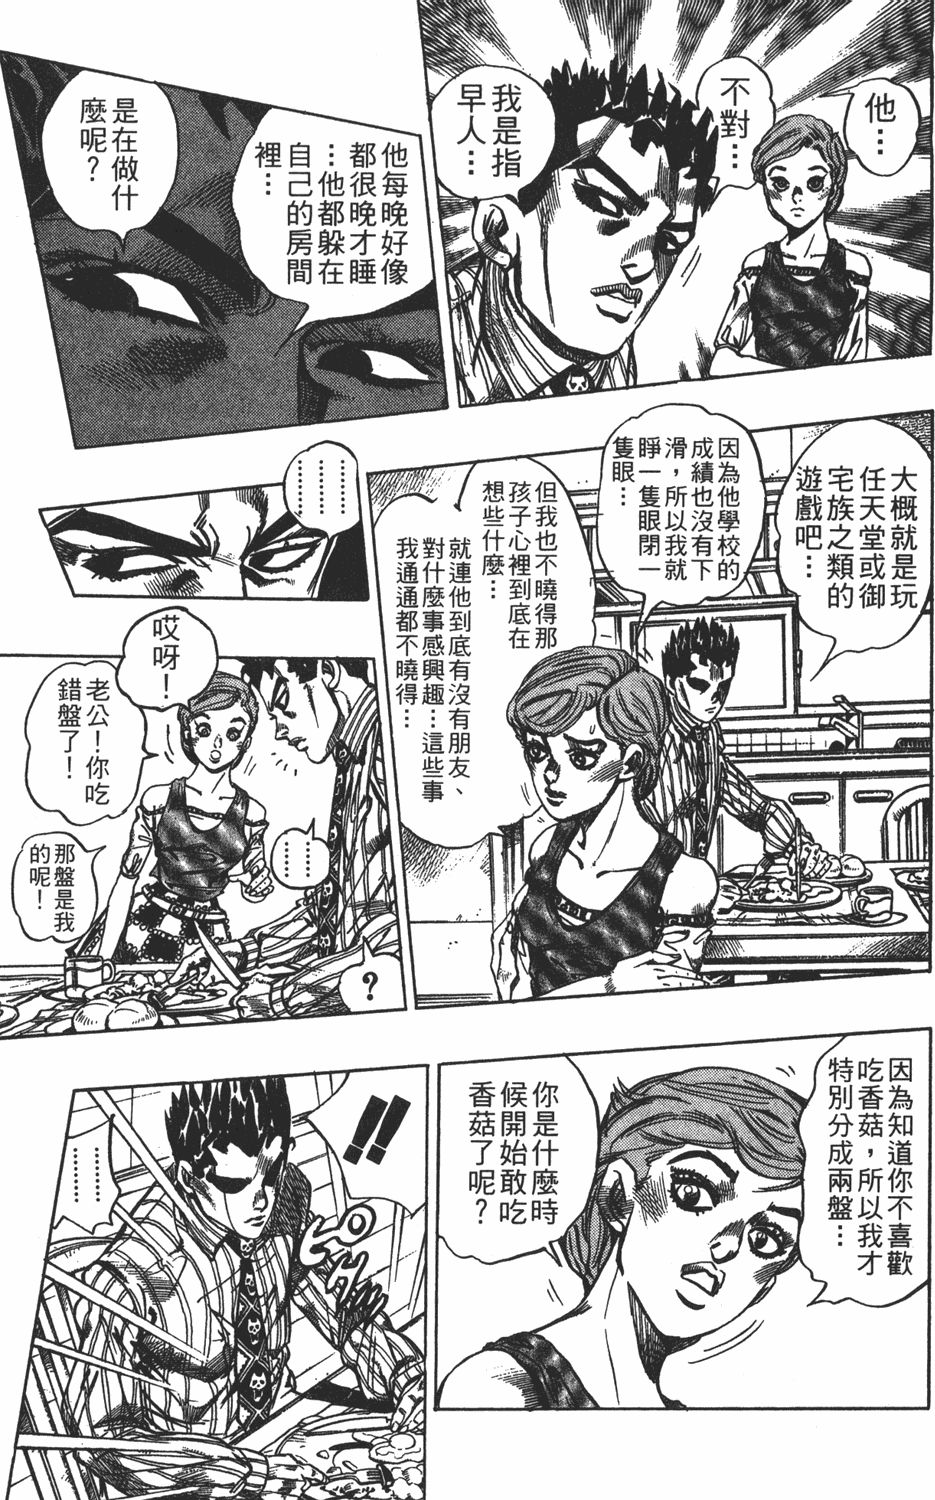 他…
不對…
我是指
早人…
他每晚好像
都很晚才睡
…他都躲在
自己的房間
裡…
是在做什
麼呢？
大概就是玩
任天堂或御
宅族之類的
遊戲吧…
因為他學校的
成績也沒有下
滑，所以我就
睜一隻眼閉一
隻眼…
但我也不曉得那
孩子心裡到底在
想些什麼…
就連他到底有沒有朋友、
對什麼事感興趣…這些事
我通通都不曉得…
………
………
哎呀！
老公！你吃
錯盤了！
那盤是我
的呢！
……
……
？
因為知道你不喜歡
吃香菇，所以我才
特別分成兩盤…
你是什麼時
候開始敢吃
香菇了呢？
!!
ピタ
………
………